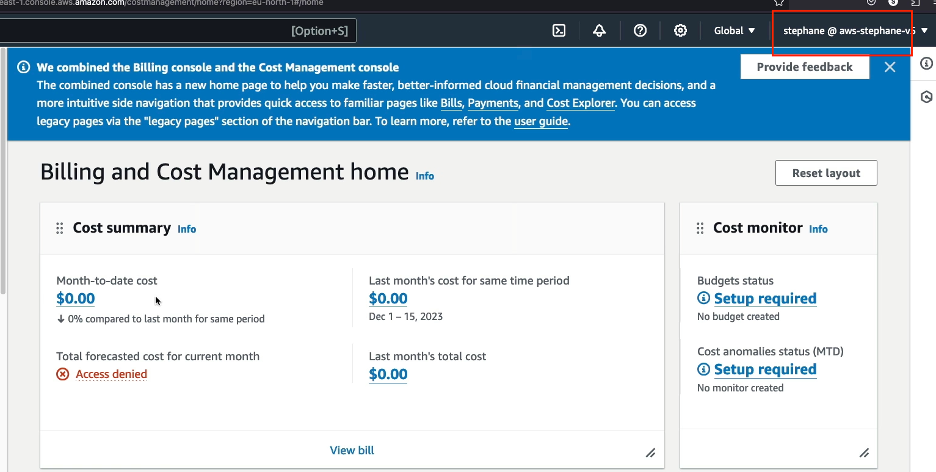 east-1.console.aws.amazon.com/costmanagement/home?region=eu-north-1#/home
[Option+S]
Global
stephane @ aws-stephane-v5
We combined the Billing console and the Cost Management console
Provide feedback
The combined console has a new home page to help you make faster, better-informed cloud financial management decisions, and a
more intuitive side navigation that provides quick access to familiar pages like Bills, Payments, and Cost Explorer. You can access
legacy pages via the "legacy pages" section of the navigation bar. To learn more, refer to the user guide.
Billing and Cost Management home Info
Reset layout
Cost summary Info
Month-to-date cost
$0.00
0% compared to last month for same period
Last month's cost for same time period
$0.00
Dec 1 – 15, 2023
Total forecasted cost for current month
Access denied
Last month's total cost
$0.00
View bill
Cost monitor Info
Budgets status
Setup required
No budget created
Cost anomalies status (MTD)
Setup required
No monitor created